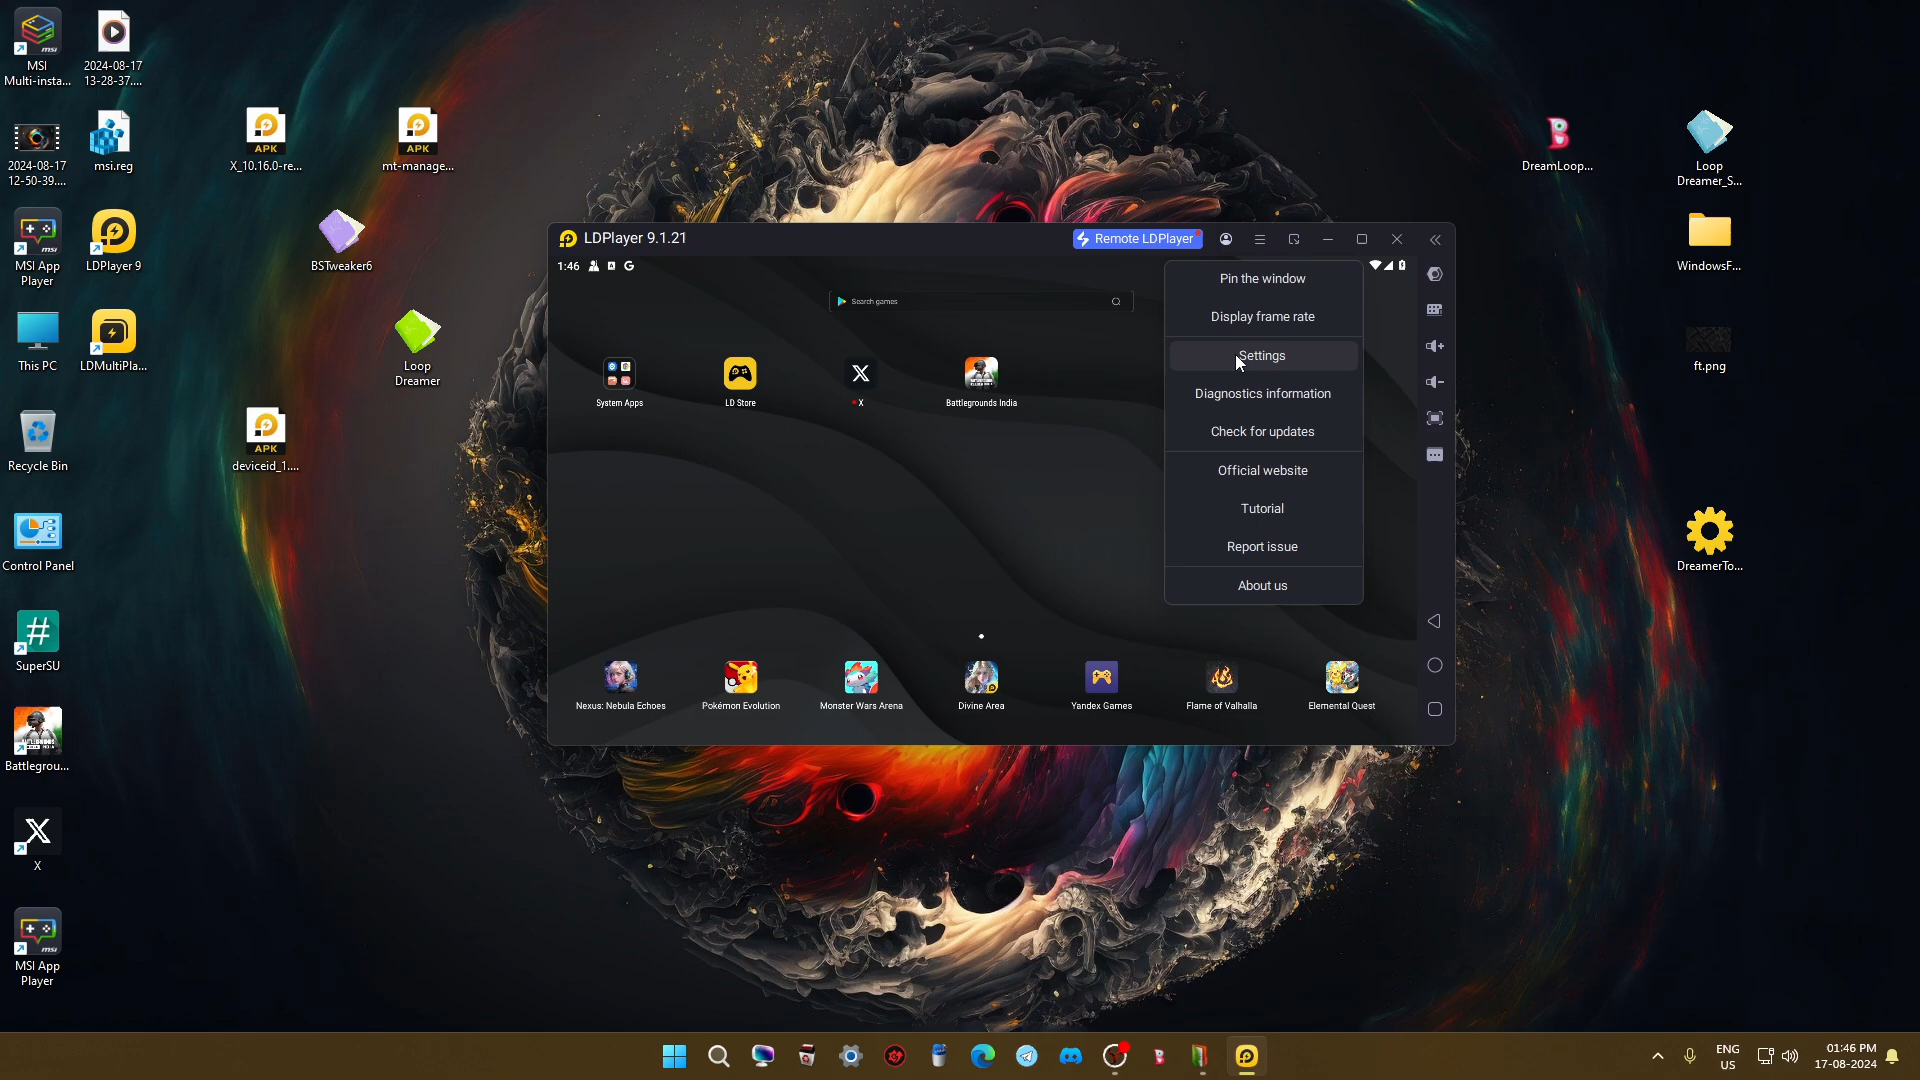 MSI
Multi-insta...
2024-08-17
13-28-37....
2024-08-17
12-50-39....
msi.reg
APK
X_10.16.0-re...
APK
mt-manage...
MSI App
Player
LDPlayer 9
BSTweaker6
This PC
LDMultiPla...
Loop
Dreamer
Recycle Bin
APK
deviceid_1....
Control Panel
SuperSU
Battlegrou...
X
MSI App
Player
DreamLoop...
Loop
Dreamer_S...
WindowsF...
ft.png
DreamerTo...
LDPlayer 9.1.21
Remote LDPlayer
1:46
Search games
System Apps
LD Store
X
Battlegrounds India
Pin the window
Display frame rate
Settings
Diagnostics information
Check for updates
Official website
Tutorial
Report issue
About us
Nexus: Nebula Echoes
Pokémon Evolution
Monster Wars Arena
Divine Area
Yandex Games
Flame of Valhalla
Elemental Quest
ENG
US
01:46 PM
17-08-2024